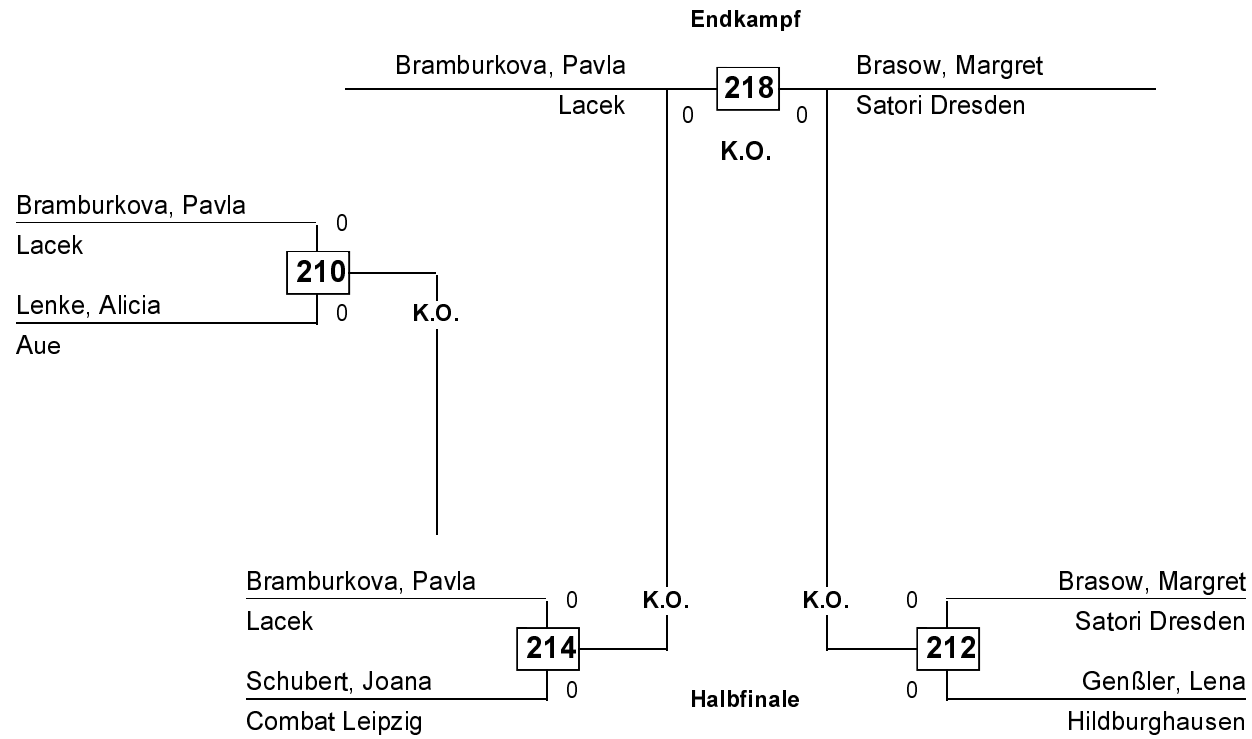 Endkampf
Bramburkova, Pavla
Lacek
0
218
0
K.O.
Brasow, Margret
Satori Dresden
Bramburkova, Pavla
0
Lacek
210
Lenke, Alicia
0
K.O.
Aue
Bramburkova, Pavla
0
K.O.
Lacek
214
Schubert, Joana
0
Combat Leipzig
Halbfinale
K.O.
0
Brasow, Margret
Satori Dresden
212
0
Genßler, Lena
Hildburghausen